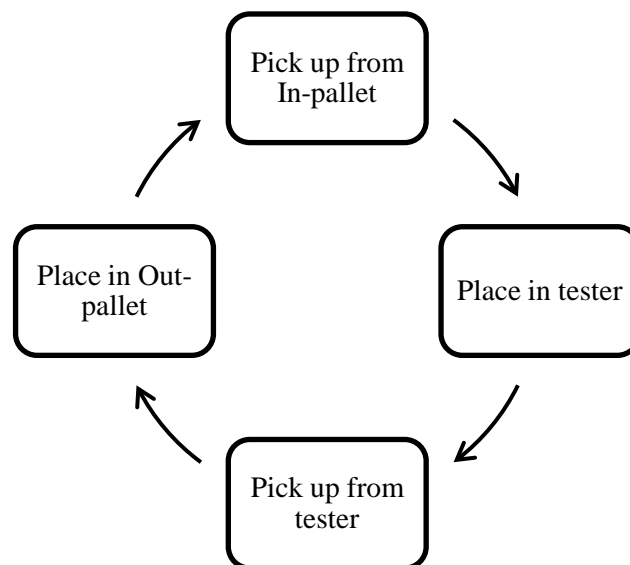 Pick up from
In-pallet
Place in tester
Pick up from
tester
Place in Out-
pallet